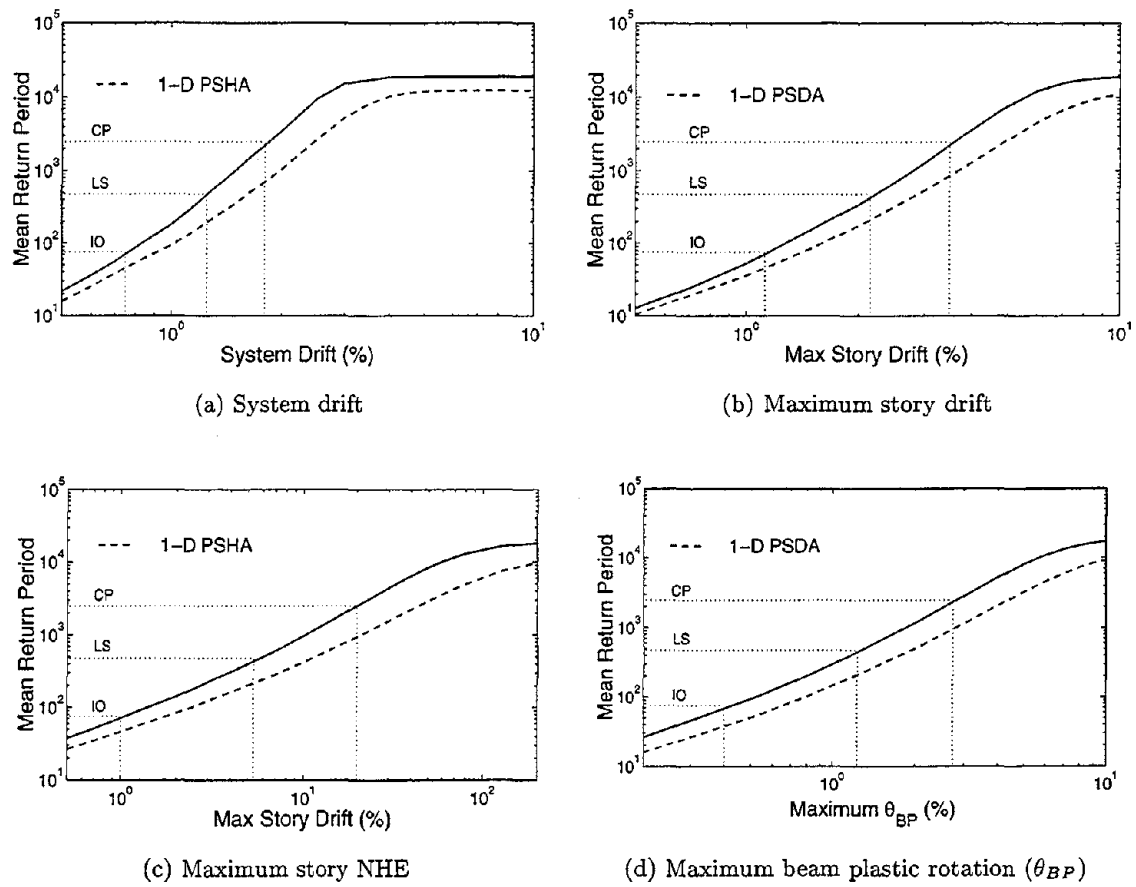 10^5
10^4
10^3
10^2
10^1
Mean Return Period
1-D PSHA
CP
LS
IO
10^0
10^1
System Drift (%)
(a) System drift
10^5
10^4
10^3
10^2
10^1
Mean Return Period
1-D PSDA
CP
LS
IO
10^0
10^1
Max Story Drift (%)
(b) Maximum story drift
10^5
10^4
10^3
10^2
10^1
Mean Return Period
1-D PSHA
CP
LS
IO
10^0
10^1
10^2
Max Story Drift (%)
(c) Maximum story NHE
10^5
10^4
10^3
10^2
10^1
Mean Return Period
1-D PSDA
CP
LS
IO
10^0
10^1
Maximum θ_BP (%)
(d) Maximum beam plastic rotation (θ_BP)